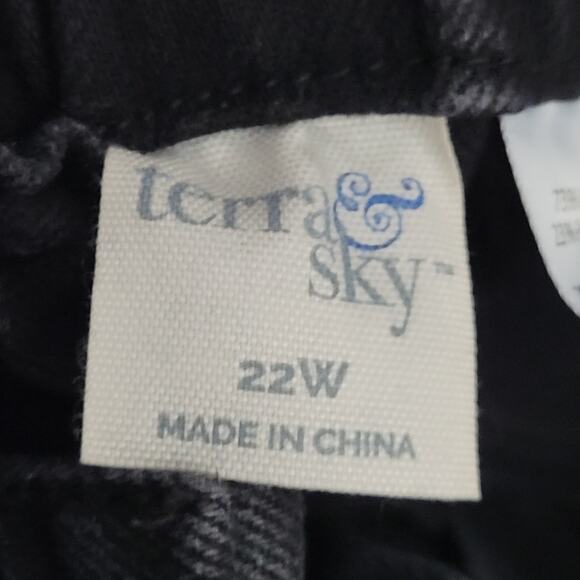 terra &
sky™
22W
MADE IN CHINA